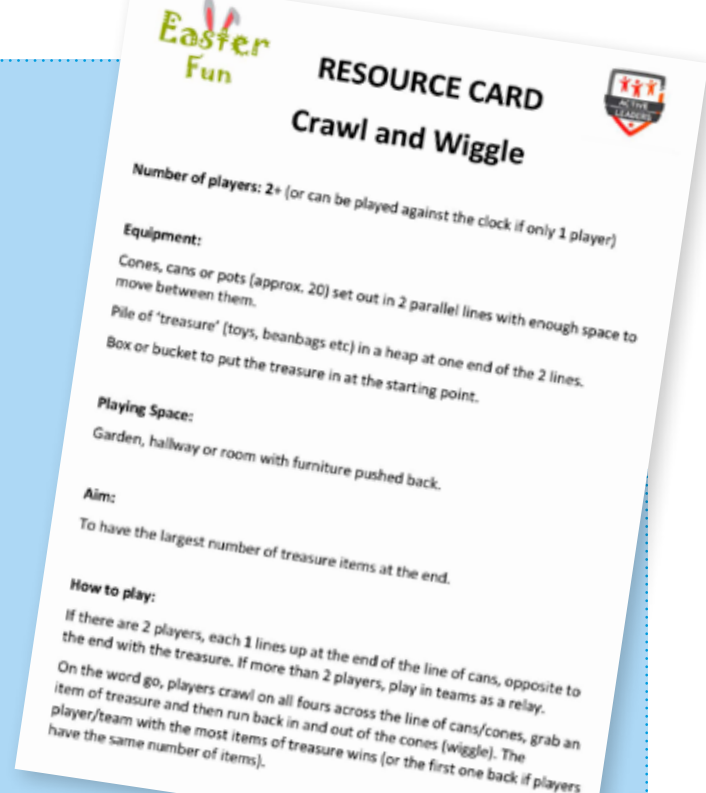 Easter
Fun
RESOURCE CARD
ACTIVE
LEADERS
Crawl and Wiggle
Number of players: 2+ (or can be played against the clock if only 1 player)
Equipment:
Cones, cans or pots (approx. 20) set out in 2 parallel lines with enough space to
move between them.
Pile of ‘treasure’ (toys, beanbags etc) in a heap at one end of the 2 lines.
Box or bucket to put the treasure in at the starting point.
Playing Space:
Garden, hallway or room with furniture pushed back.
Aim:
To have the largest number of treasure items at the end.
How to play:
If there are 2 players, each 1 lines up at the end of the line of cans, opposite to
the end with the treasure. If more than 2 players, play in teams as a relay.
On the word go, players crawl on all fours across the line of cans/cones, grab an
item of treasure and then run back in and out of the cones (wiggle). The
player/team with the most items of treasure wins (or the first one back if players
have the same number of items).